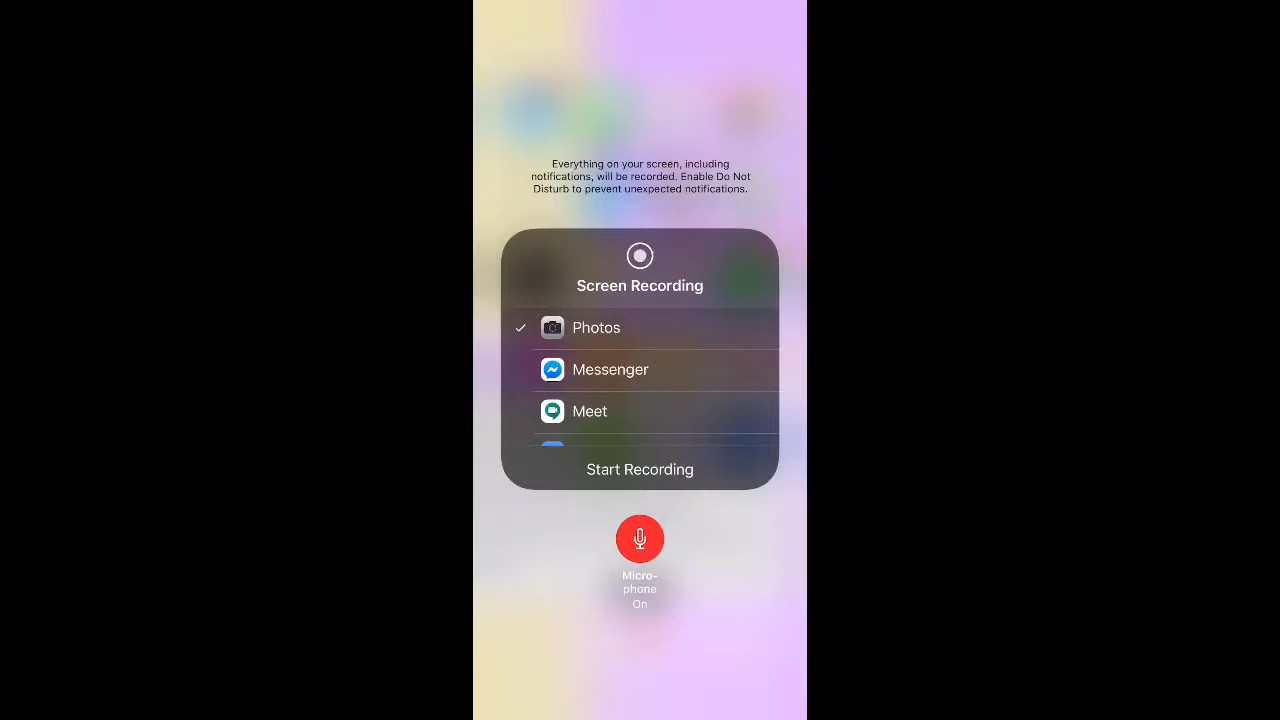 Everything on your screen, including
notifications, will be recorded. Enable Do Not
Disturb to prevent unexpected notifications.
Screen Recording
Photos
Messenger
Meet
Start Recording
Micro-
phone
On